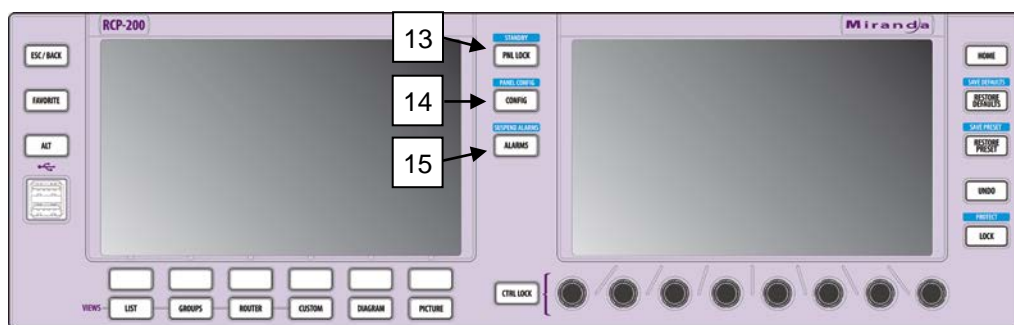 RCP-200
Miranda
ESC / BACK
FAVORITE
ALT
13
14
15
STANDBY
PNL LOCK
PANEL CONFIG
CONFIG
SUSPEND ALARMS
ALARMS
HOME
SAVE DEFAULTS
RESTORE
DEFAULTS
SAVE PRESET
RESTORE
PRESET
UNDO
PROTECT
LOCK
VIEWS
LIST
GROUPS
ROUTER
CUSTOM
DIAGRAM
PICTURE
CTRL LOCK